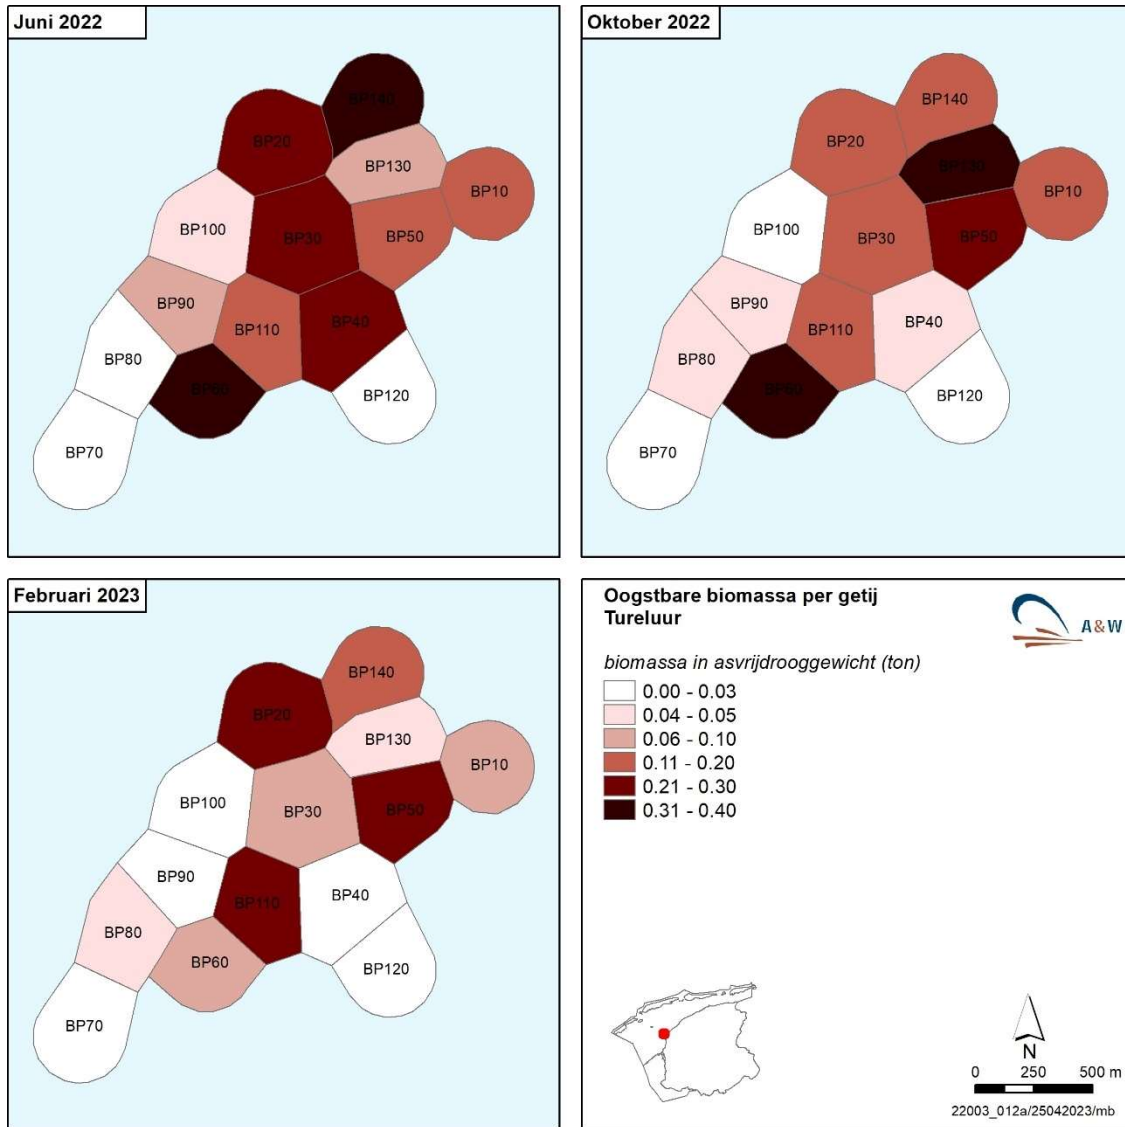 Juni 2022
BP140
BP20
BP130
BP10
BP100
BP30
BP50
BP90
BP110
BP40
BP80
BP60
BP120
BP70
Oktober 2022
BP140
BP20
BP130
BP10
BP100
BP30
BP50
BP90
BP110
BP40
BP80
BP60
BP120
BP70
Februari 2023
BP140
BP20
BP130
BP10
BP100
BP30
BP50
BP90
BP110
BP40
BP80
BP60
BP120
BP70
Oogstbare biomassa per getij
Tureluur
A&W
biomassa in asvrijdrooggewicht (ton)
0.00 - 0.03
0.04 - 0.05
0.06 - 0.10
0.11 - 0.20
0.21 - 0.30
0.31 - 0.40
N
0 250 500 m
22003_012a/25042023/mb